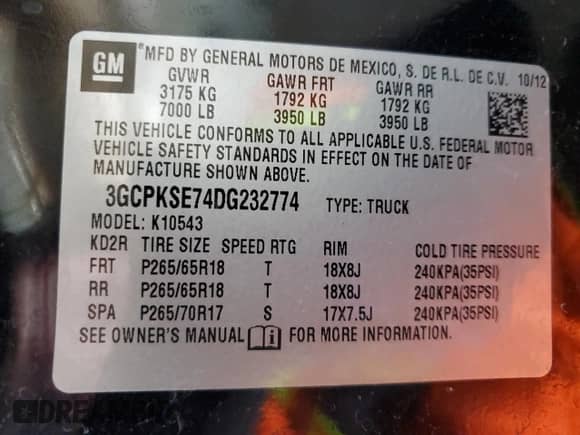 GM
*MFD BY GENERAL MOTORS DE MEXICO, S. DE R.L. DE C.V. 10/12
GVWR GAWR FRT GAWR RR
3175 KG 1792 KG 1792 KG
7000 LB 3950 LB 3950 LB
THIS VEHICLE CONFORMS TO ALL APPLICABLE U.S. FEDERAL MOTOR
VEHICLE SAFETY STANDARDS IN EFFECT ON THE DATE OF
MANUFACTURE SHOWN ABOVE.
3GCPKSE74DG232774 TYPE: TRUCK
MODEL: K10543
KD2R TIRE SIZE SPEED RTG RIM COLD TIRE PRESSURE
FRT P265/65R18 T 18X8J 240KPA(35PSI)
RR P265/65R18 T 18X8J 240KPA(35PSI)
SPA P265/70R17 S 17X7.5J 240KPA(35PSI)
SEE OWNER'S MANUAL FOR MORE INFORMATION.